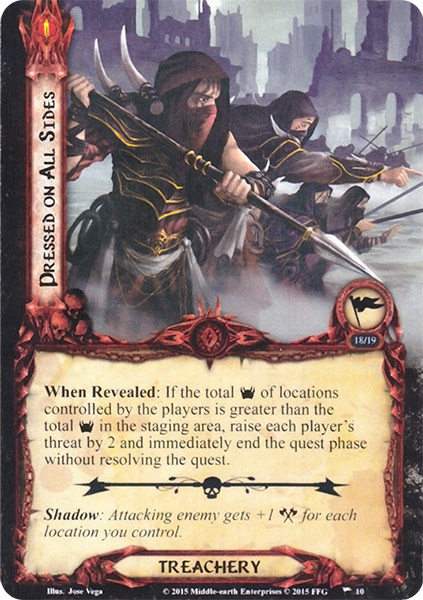 PRESSED ON ALL SIDES
18/19
When Revealed: If the total of locations
controlled by the players is greater than the
total in the staging area, raise each player's
threat by 2 and immediately end the quest phase
without resolving the quest.
Shadow: Attacking enemy gets +1 for each
location you control.
TREACHERY
Illus. Jose Vega © 2015 Middle-earth Enterprises © 2015 FFG 10